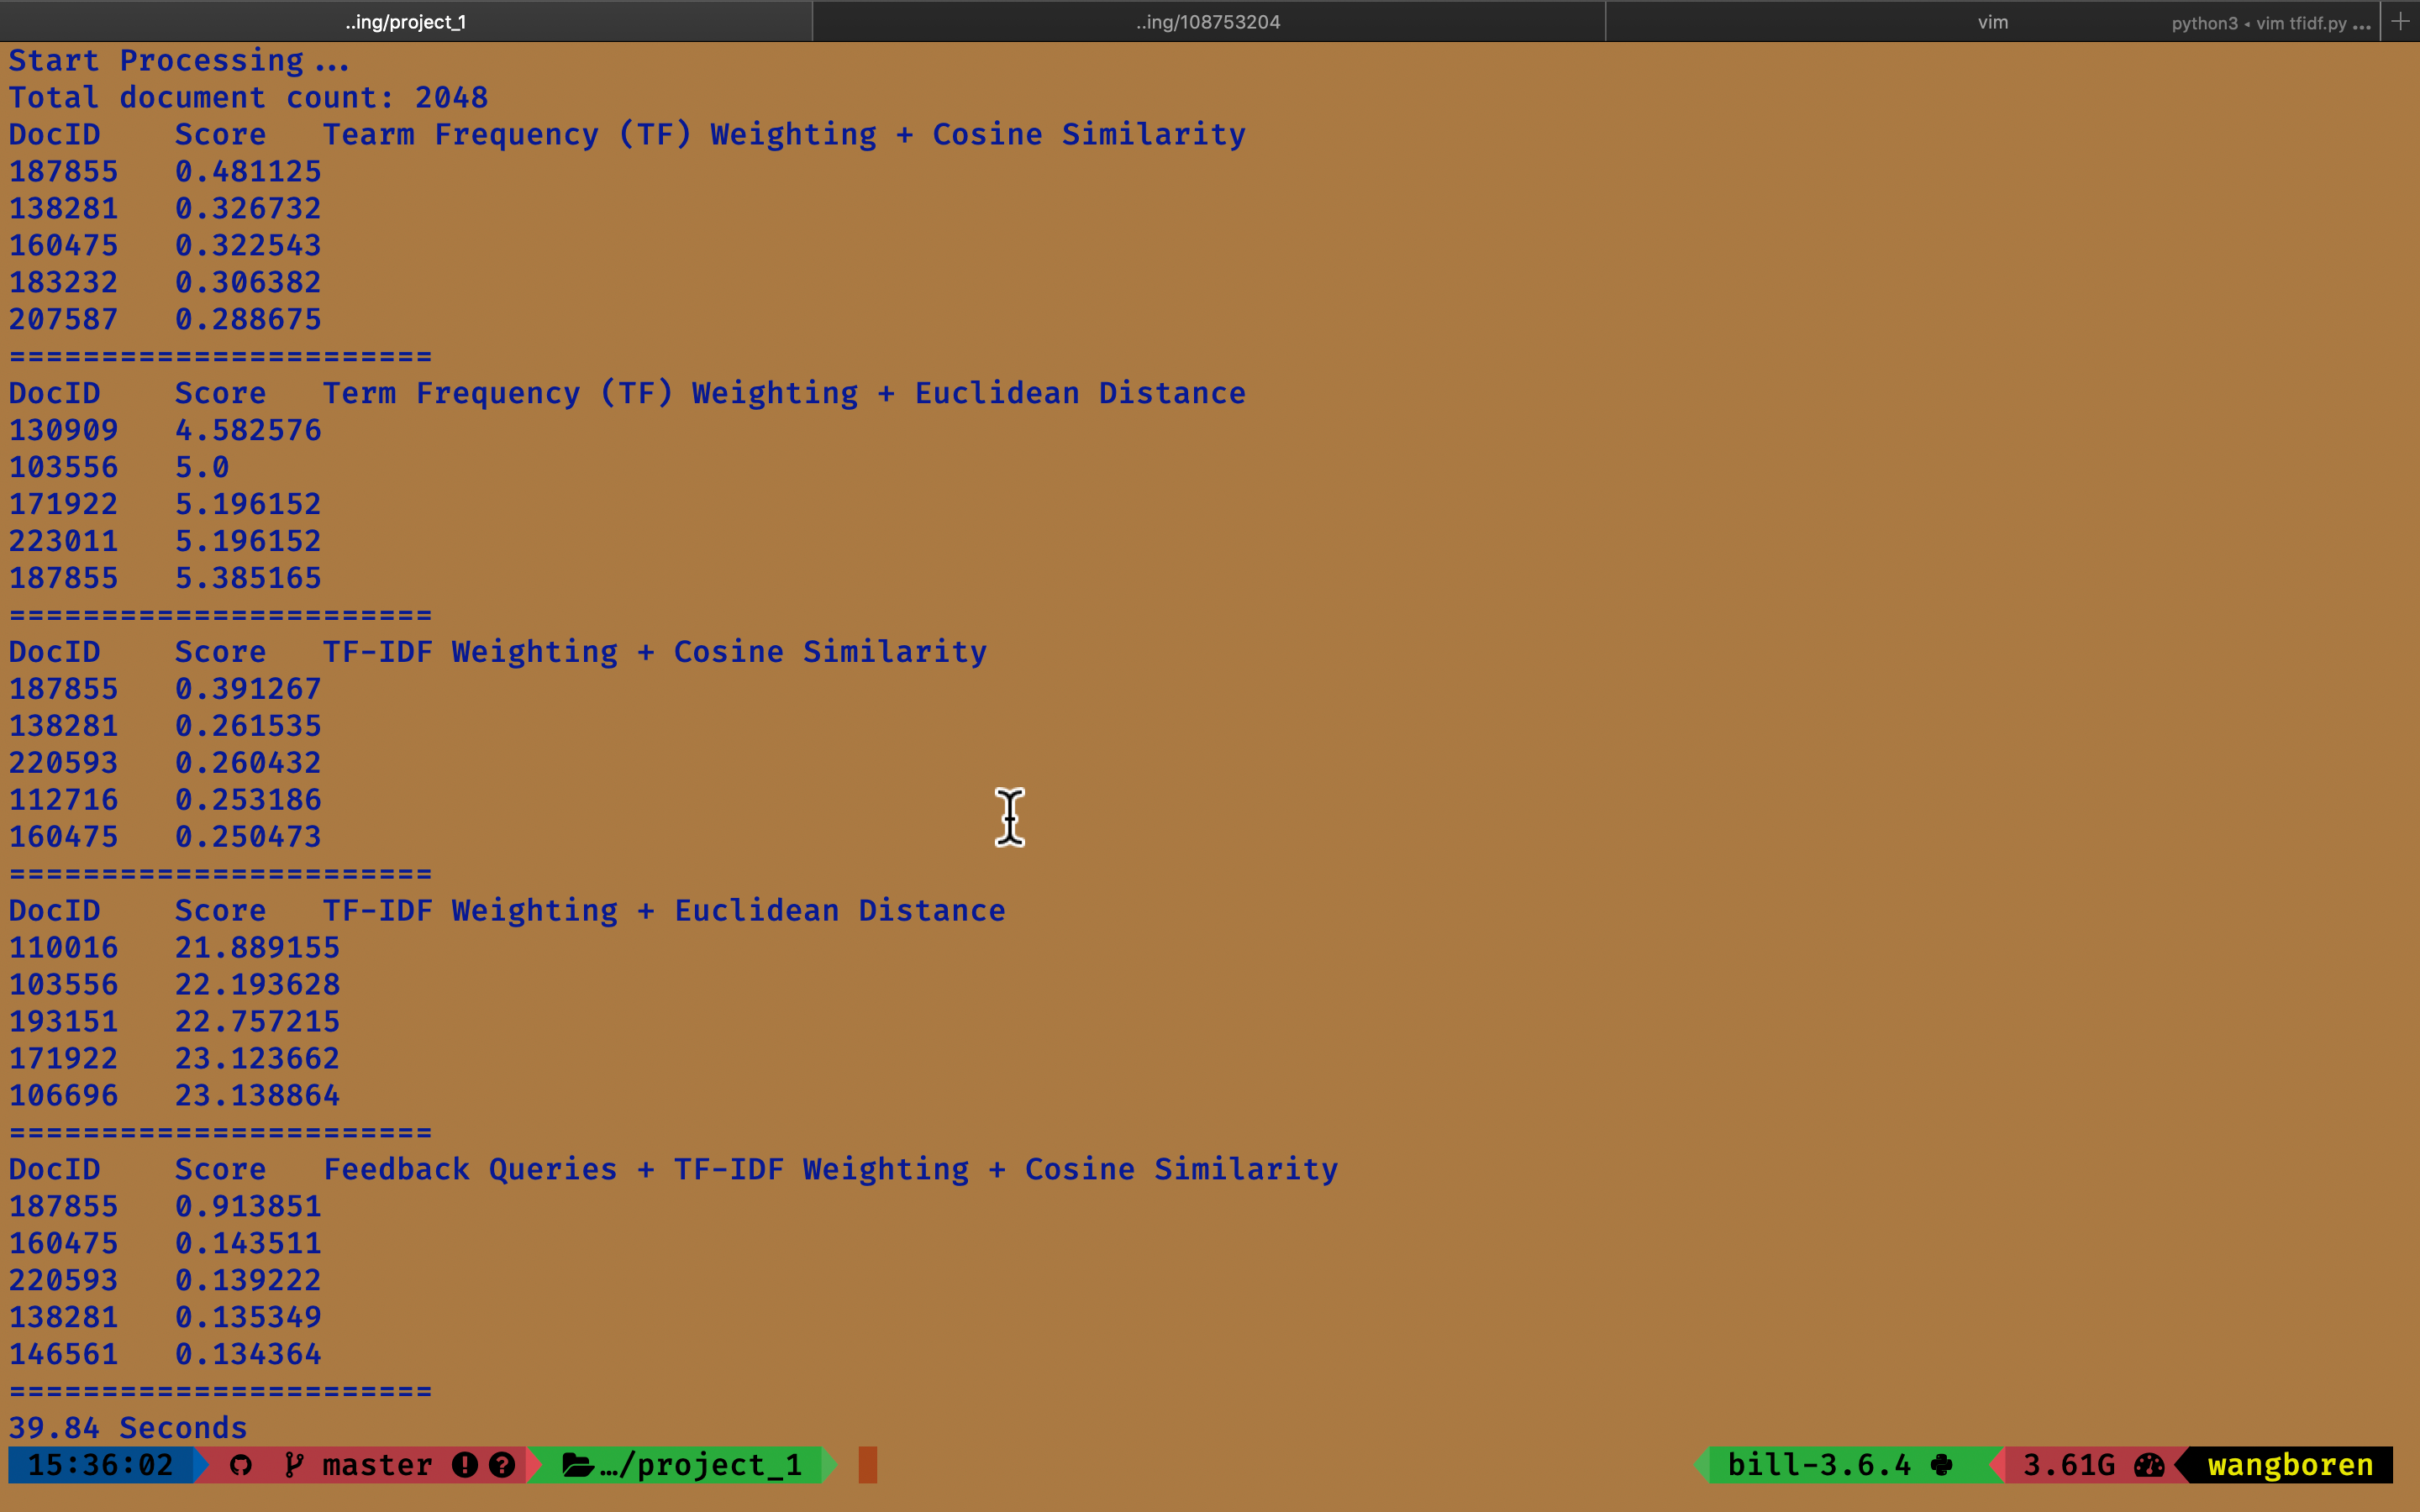 ..ing/project_1
..ing/108753204
vim
python3 ◂ vim tfidf.py ...
Start Processing...
Total document count: 2048
DocID Score Tearm Frequency (TF) Weighting + Cosine Similarity
187855 0.481125
138281 0.326732
160475 0.322543
183232 0.306382
207587 0.288675
=======================
DocID Score Term Frequency (TF) Weighting + Euclidean Distance
130909 4.582576
103556 5.0
171922 5.196152
223011 5.196152
187855 5.385165
=======================
DocID Score TF-IDF Weighting + Cosine Similarity
187855 0.391267
138281 0.261535
220593 0.260432
112716 0.253186
160475 0.250473
=======================
DocID Score TF-IDF Weighting + Euclidean Distance
110016 21.889155
103556 22.193628
193151 22.757215
171922 23.123662
106696 23.138864
=======================
DocID Score Feedback Queries + TF-IDF Weighting + Cosine Similarity
187855 0.913851
160475 0.143511
220593 0.139222
138281 0.135349
146561 0.134364
=======================
39.84 Seconds
15:36:02 master …/project_1 bill-3.6.4 3.61G wangboren